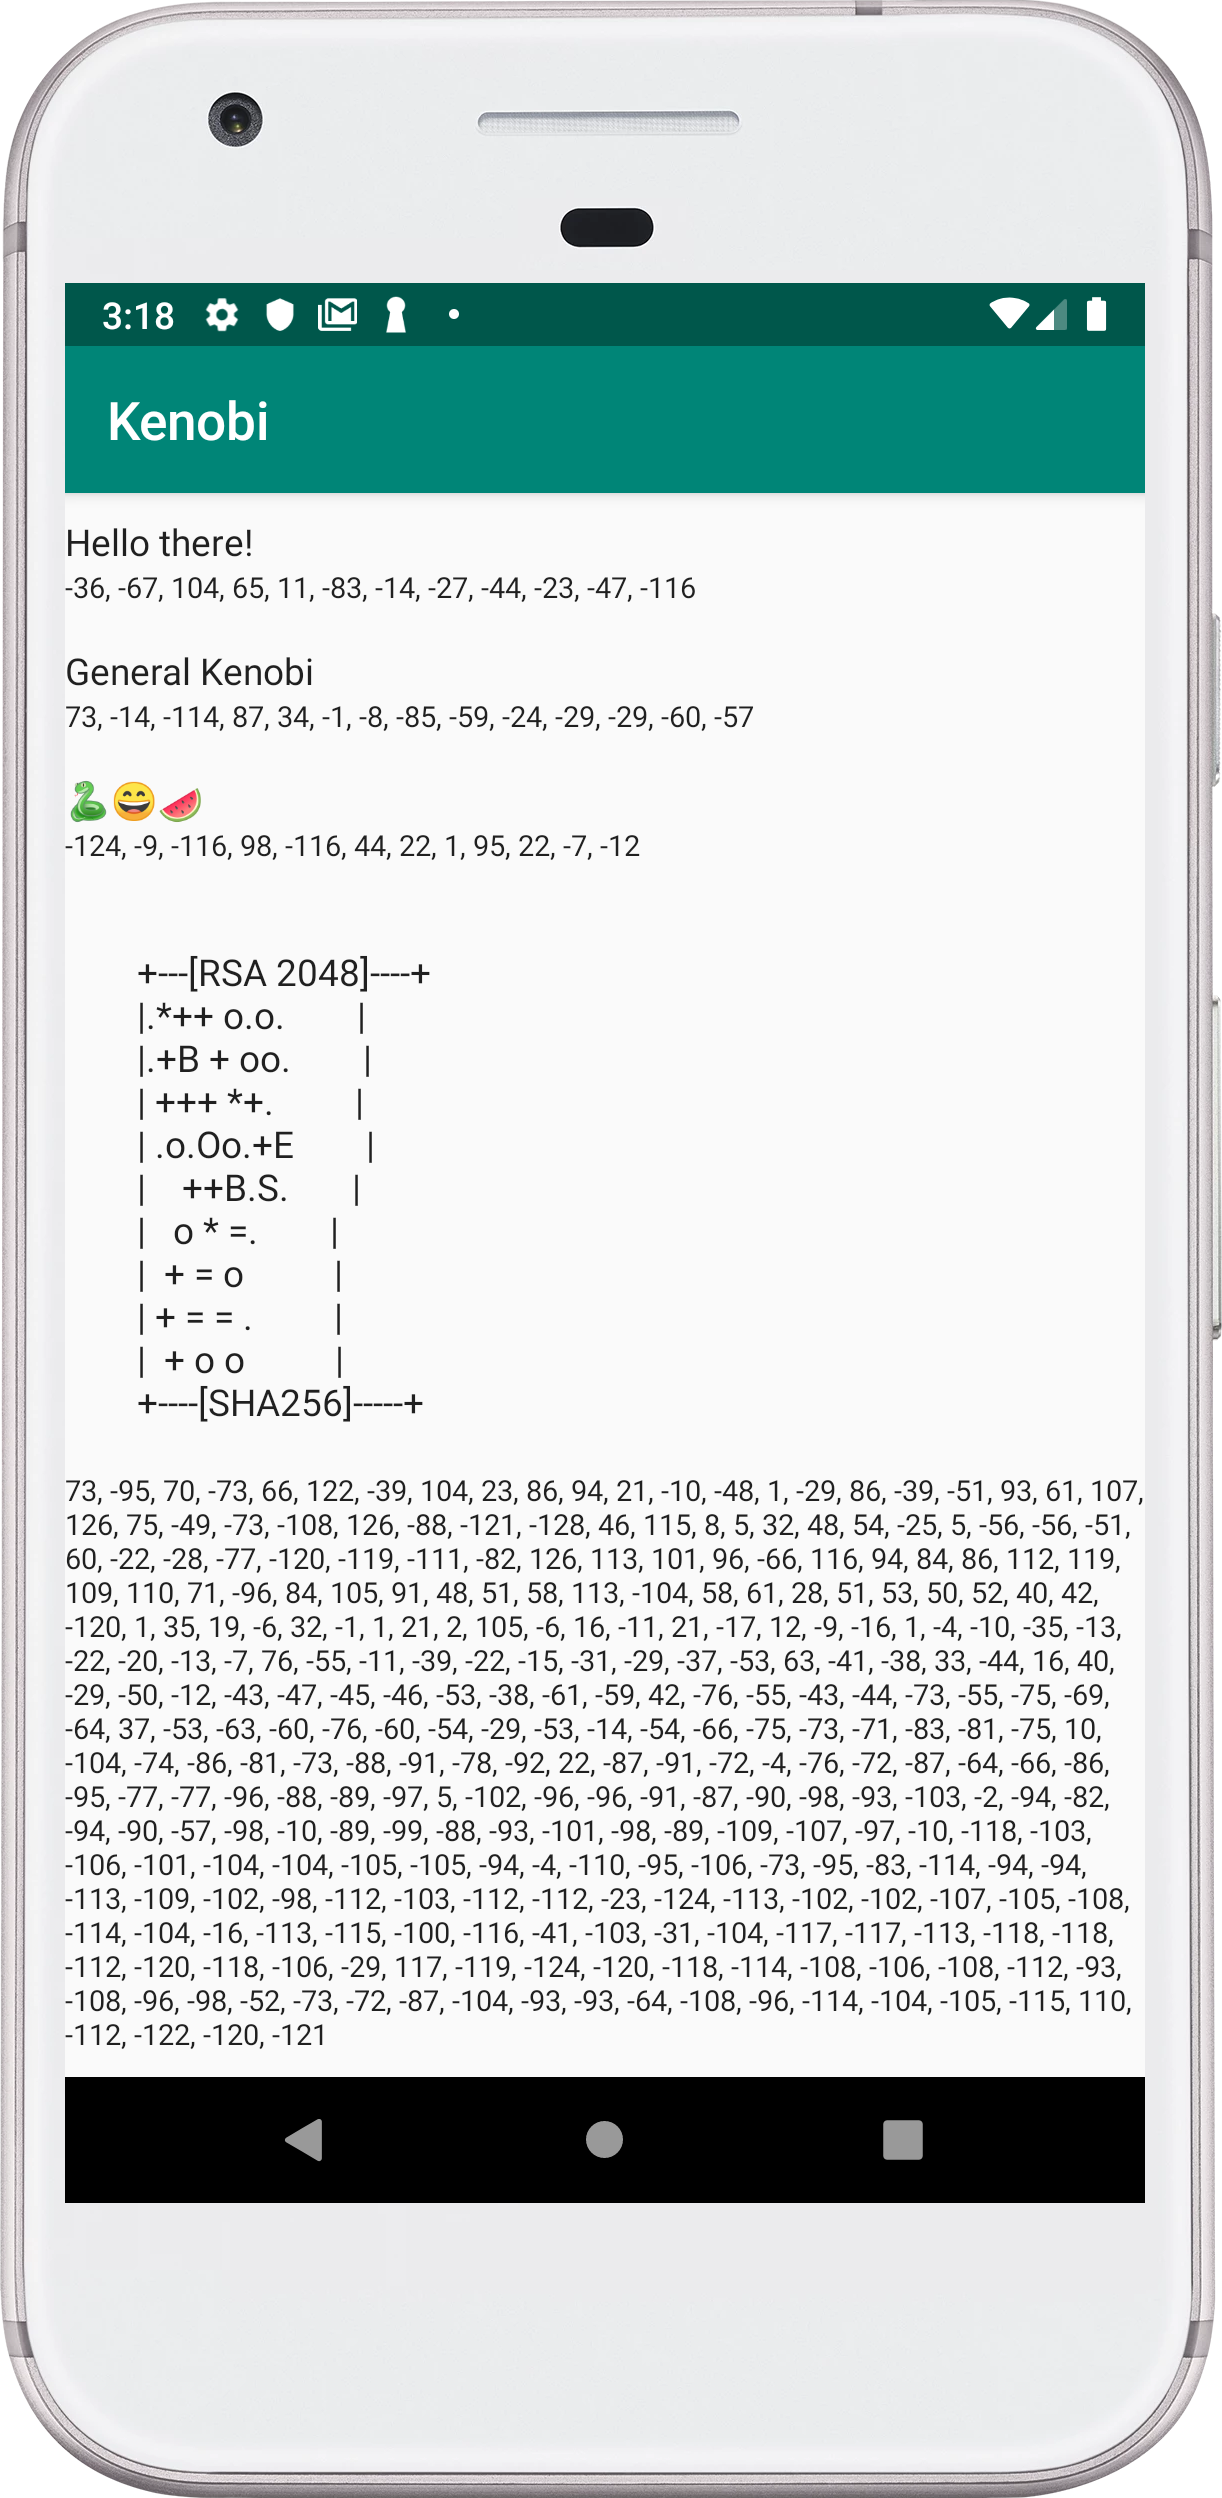 3:18
Kenobi
Hello there!
-36, -67, 104, 65, 11, -83, -14, -27, -44, -23, -47, -116
General Kenobi
73, -14, -114, 87, 34, -1, -8, -85, -59, -24, -29, -29, -60, -57
🐍😄🍉
-124, -9, -116, 98, -116, 44, 22, 1, 95, 22, -7, -12
+---[RSA 2048]----+
|.*++ o.o.        |
|.+B + oo.        |
| +++ *+.         |
| .o.Oo.+E        |
|    ++B.S.       |
|   o * =.        |
|  + = o          |
| + = = .         |
|  + o o          |
+----[SHA256]-----+
73, -95, 70, -73, 66, 122, -39, 104, 23, 86, 94, 21, -10, -48, 1, -29, 86, -39, -51, 93, 61, 107,
126, 75, -49, -73, -108, 126, -88, -121, -128, 46, 115, 8, 5, 32, 48, 54, -25, 5, -56, -56, -51,
60, -22, -28, -77, -120, -119, -111, -82, 126, 113, 101, 96, -66, 116, 94, 84, 86, 112, 119,
109, 110, 71, -96, 84, 105, 91, 48, 51, 58, 113, -104, 58, 61, 28, 51, 53, 50, 52, 40, 42,
-120, 1, 35, 19, -6, 32, -1, 1, 21, 2, 105, -6, 16, -11, 21, -17, 12, -9, -16, 1, -4, -10, -35, -13,
-22, -20, -13, -7, 76, -55, -11, -39, -22, -15, -31, -29, -37, -53, 63, -41, -38, 33, -44, 16, 40,
-29, -50, -12, -43, -47, -45, -46, -53, -38, -61, -59, 42, -76, -55, -43, -44, -73, -55, -75, -69,
-64, 37, -53, -63, -60, -76, -60, -54, -29, -53, -14, -54, -66, -75, -73, -71, -83, -81, -75, 10,
-104, -74, -86, -81, -73, -88, -91, -78, -92, 22, -87, -91, -72, -4, -76, -72, -87, -64, -66, -86,
-95, -77, -77, -96, -88, -89, -97, 5, -102, -96, -96, -91, -87, -90, -98, -93, -103, -2, -94, -82,
-94, -90, -57, -98, -10, -89, -99, -88, -93, -101, -98, -89, -109, -107, -97, -10, -118, -103,
-106, -101, -104, -104, -105, -105, -94, -4, -110, -95, -106, -73, -95, -83, -114, -94, -94,
-113, -109, -102, -98, -112, -103, -112, -112, -23, -124, -113, -102, -102, -107, -105, -108,
-114, -104, -16, -113, -115, -100, -116, -41, -103, -31, -104, -117, -117, -113, -118, -118,
-112, -120, -118, -106, -29, 117, -119, -124, -120, -118, -114, -108, -106, -108, -112, -93,
-108, -96, -98, -52, -73, -72, -87, -104, -93, -93, -64, -108, -96, -114, -104, -105, -115, 110,
-112, -122, -120, -121